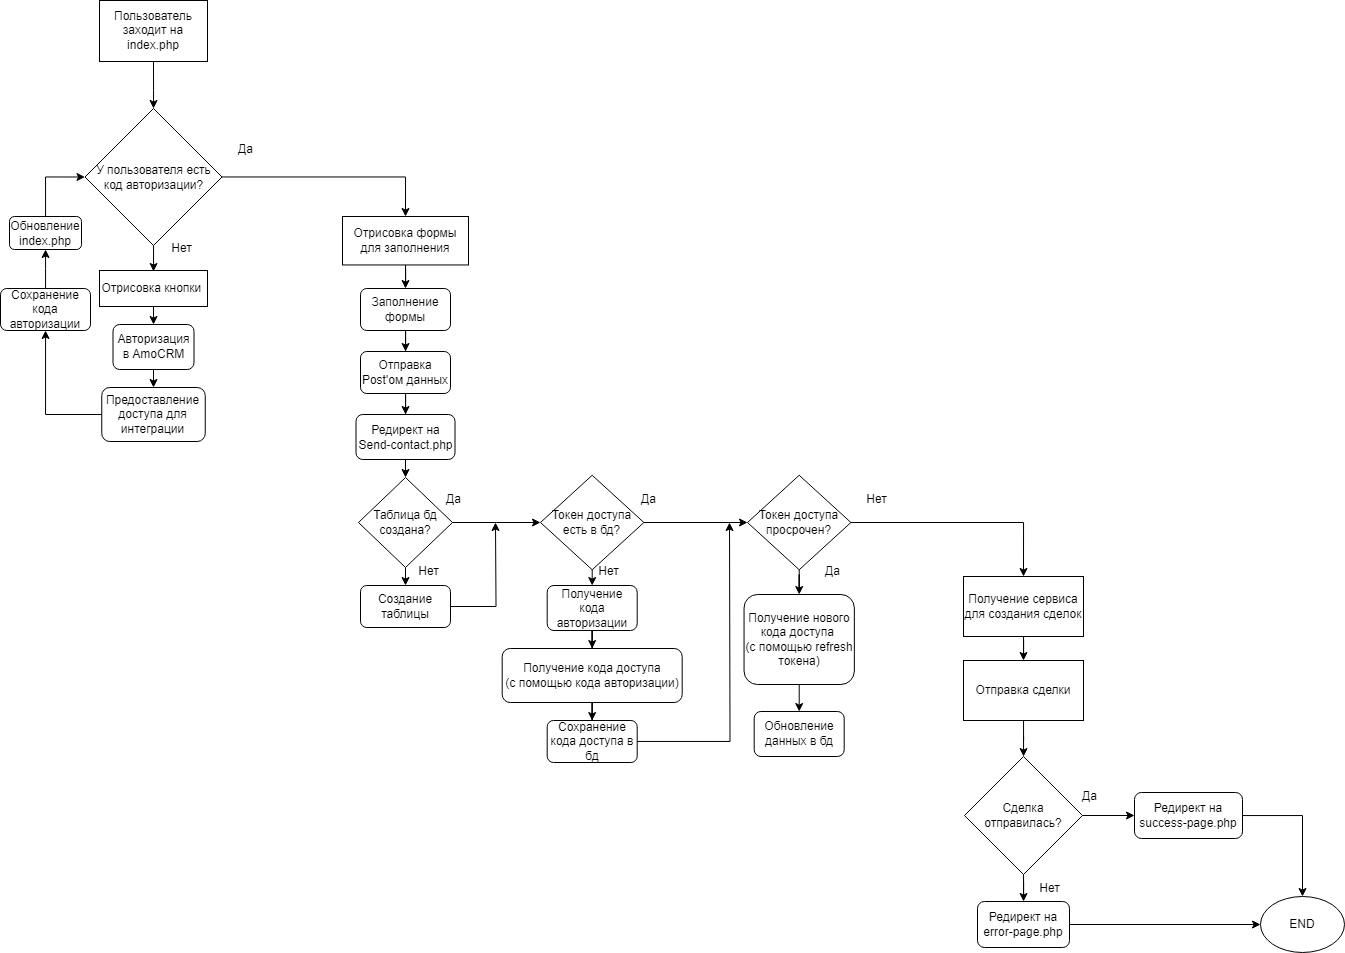 Пользователь
заходит на
index.php
Да
У пользователя есть
код авторизации?
Обновление
index.php
Нет
Отрисовка кнопки
Сохранение
кода
авторизации
Авторизация
в AmoCRM
Предоставление
доступа для
интеграции
Отрисовка формы
для заполнения
Заполнение
формы
Отправка
Post'ом данных
Редирект на
Send-contact.php
Таблица бд
создана?
Да
Нет
Создание
таблицы
Токен доступа
есть в бд?
Да
Нет
Получение
кода
авторизации
Получение кода доступа
(с помощью кода авторизации)
Сохранение
кода доступа в
бд
Токен доступа
просрочен?
Нет
Да
Получение нового
кода доступа
(с помощью refresh
токена)
Обновление
данных в бд
Получение сервиса
для создания сделок
Отправка сделки
Сделка
отправилась?
Да
Редирект на
success-page.php
Нет
Редирект на
error-page.php
END